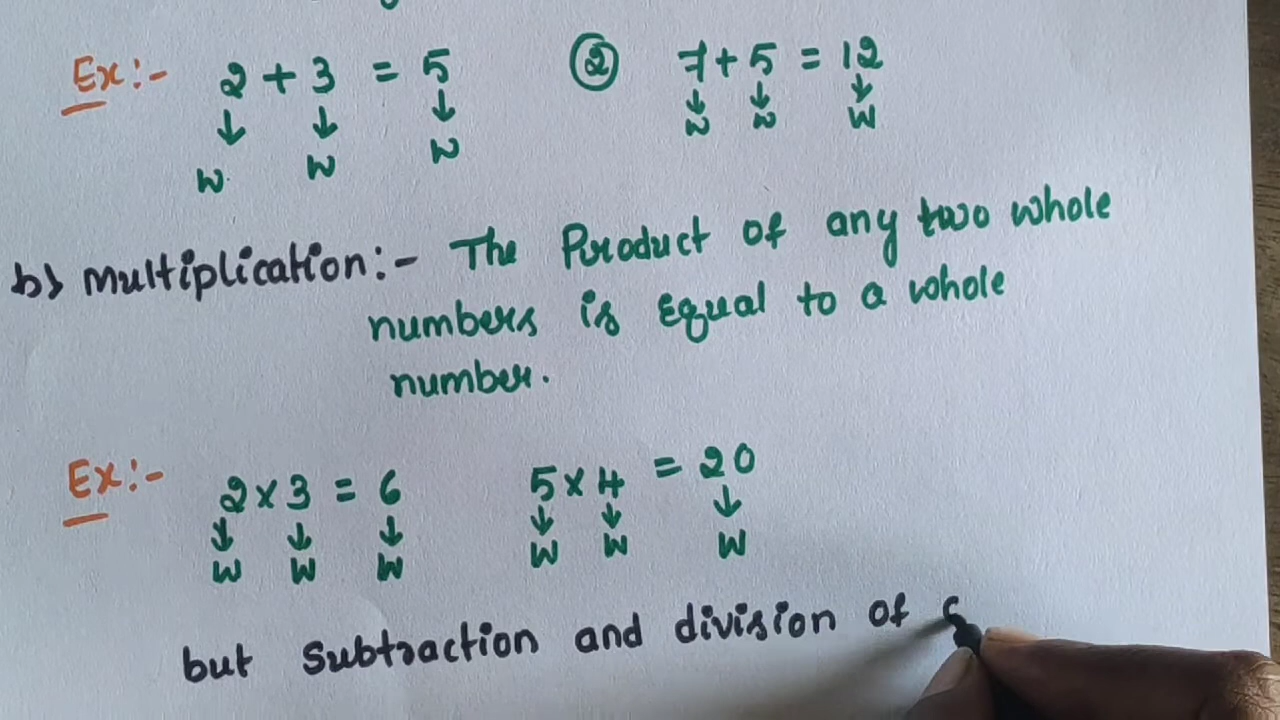 Ex:- 2 + 3 = 5 ② 7 + 5 = 12
↓ ↓ ↓ ↓ ↓ ↓
W W W W W W
b) Multiplication:- The Product of any two whole
numbers is Equal to a whole
number.
Ex:- 2 × 3 = 6 5 × 4 = 20
↓ ↓ ↓ ↓ ↓ ↓
W W W W W W
but Subtraction and division of